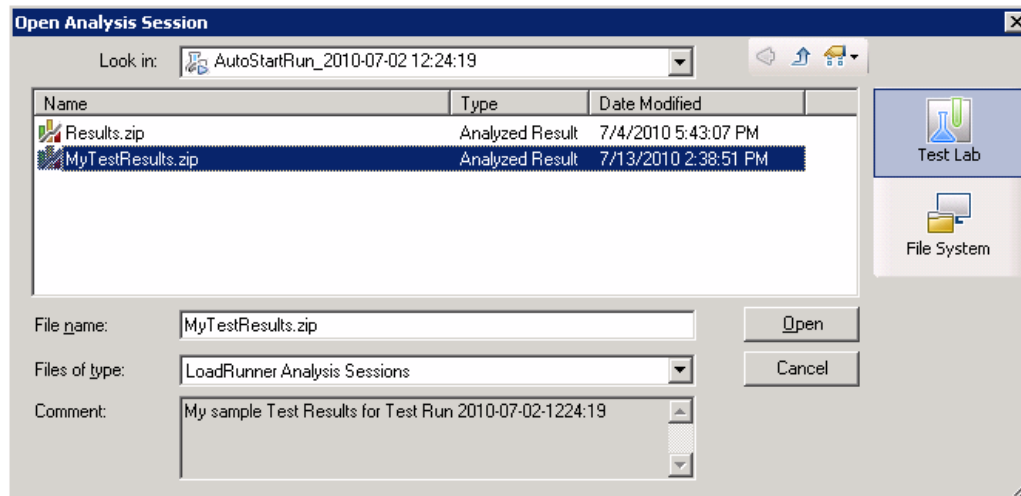 Open Analysis Session
Look in: AutoStartRun_2010-07-02 12:24:19
Name Type Date Modified
Results.zip Analyzed Result 7/4/2010 5:43:07 PM
MyTestResults.zip Analyzed Result 7/13/2010 2:38:51 PM
Test Lab
File System
File name: MyTestResults.zip Open
Files of type: LoadRunner Analysis Sessions Cancel
Comment: My sample Test Results for Test Run 2010-07-02-1224:19